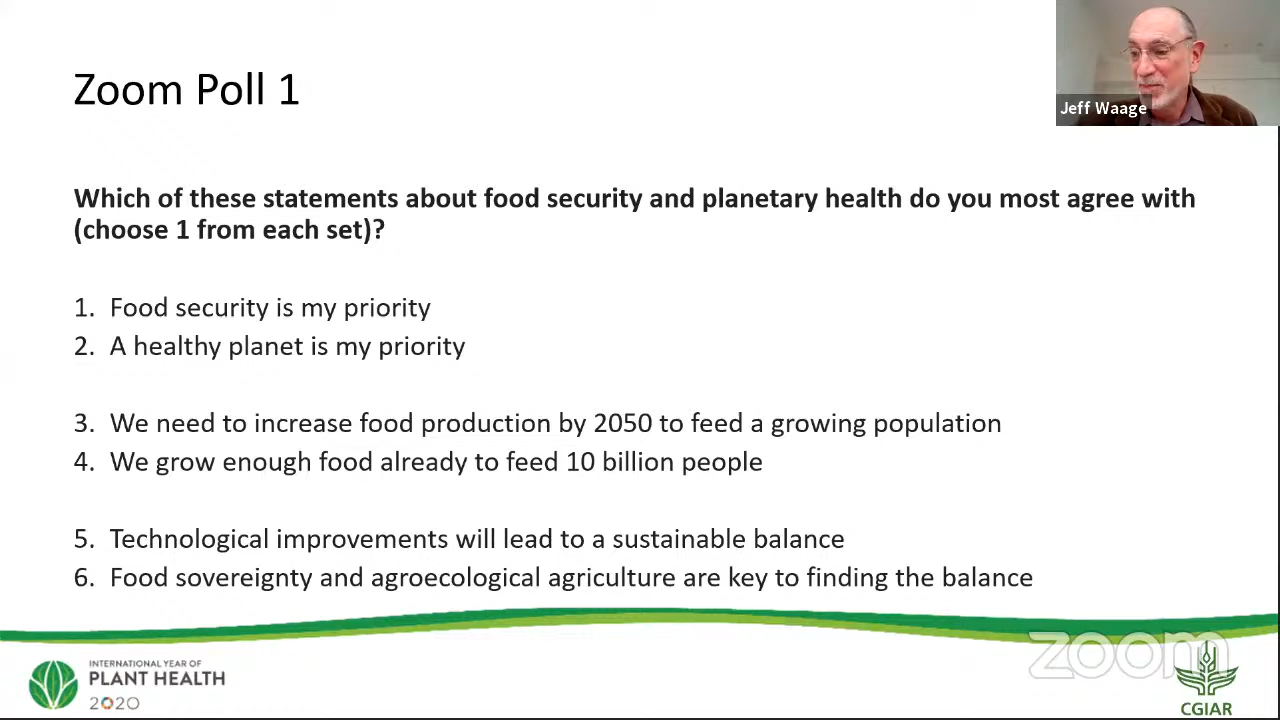 Zoom Poll 1
Jeff Waage
Which of these statements about food security and planetary health do you most agree with
(choose 1 from each set)?
1. Food security is my priority
2. A healthy planet is my priority
3. We need to increase food production by 2050 to feed a growing population
4. We grow enough food already to feed 10 billion people
5. Technological improvements will lead to a sustainable balance
6. Food sovereignty and agroecological agriculture are key to finding the balance
INTERNATIONAL YEAR OF
PLANT HEALTH
2020
zoom
CGIAR